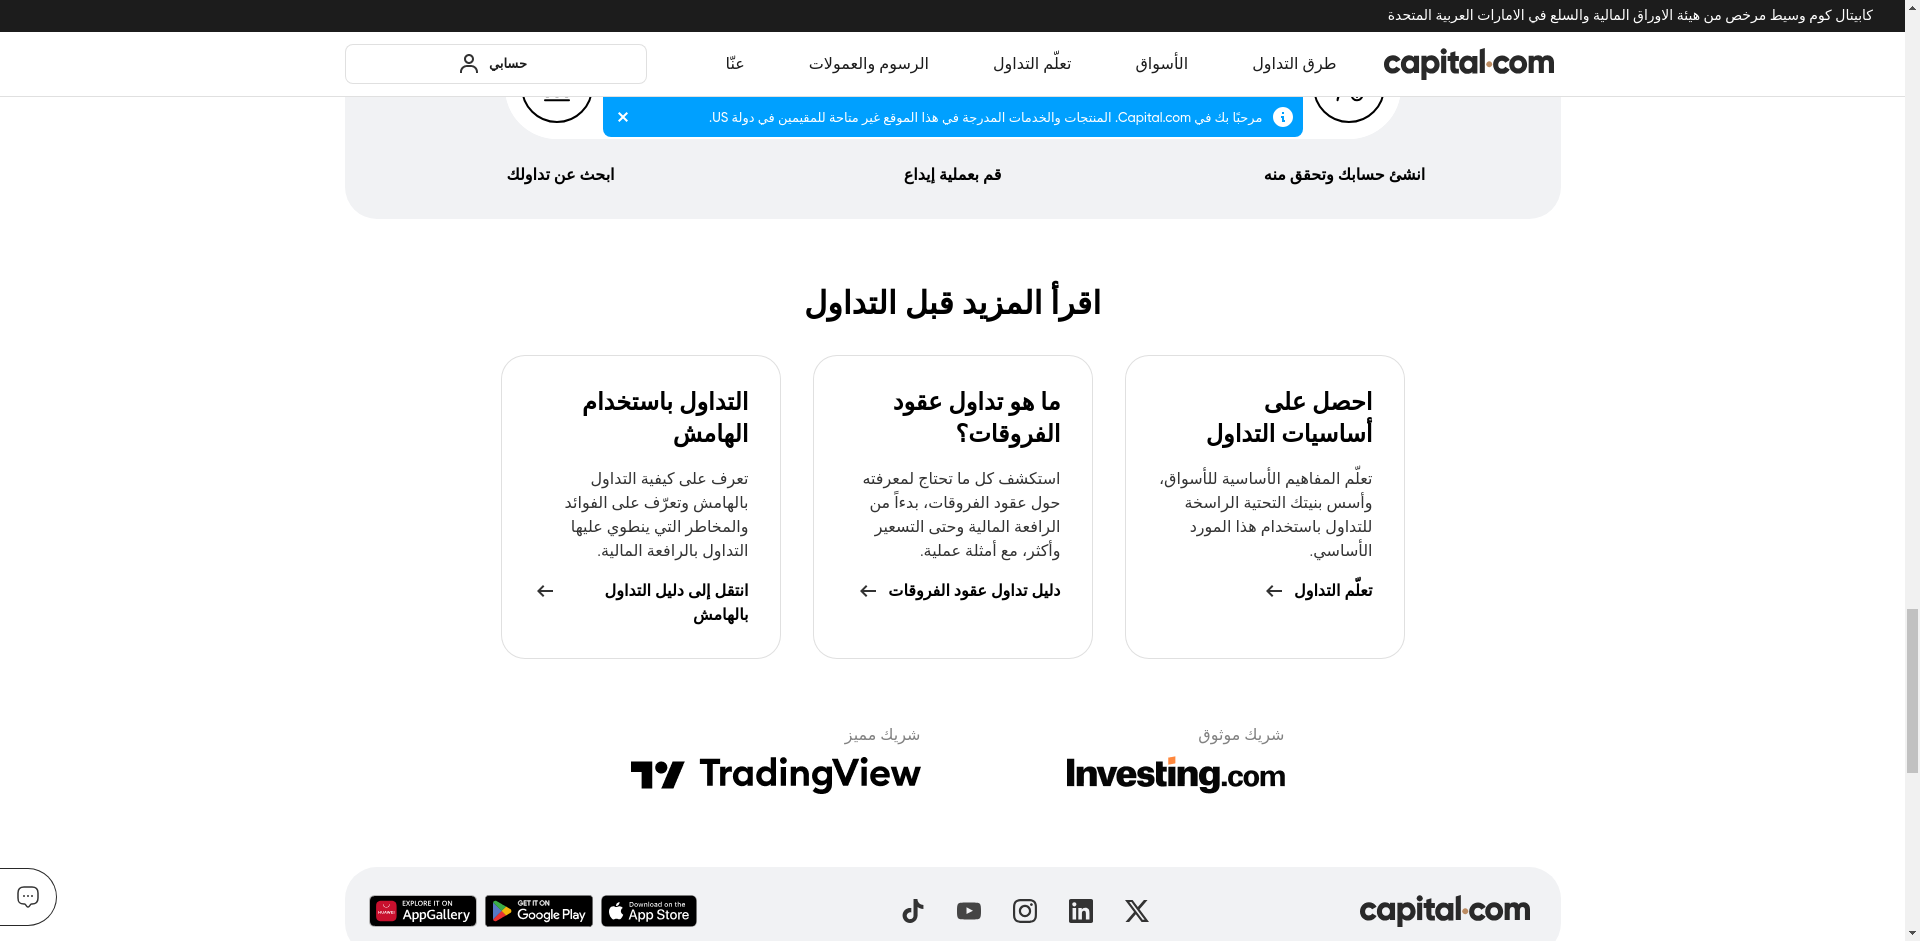 كابيتال كوم وسيط مرخص من هيئة الاوراق المالية والسلع في الامارات العربية المتحدة
capital.com
طرق التداول
الأسواق
تعلّم التداول
الرسوم والعمولات
عنّا
حسابي
مرحبًا بك في Capital.com. المنتجات والخدمات المدرجة في هذا الموقع غير متاحة للمقيمين في دولة US.
انشئ حسابك وتحقق منه
قم بعملية إيداع
ابحث عن تداولك
اقرأ المزيد قبل التداول
احصل على
أساسيات التداول
تعلّم المفاهيم الأساسية للأسواق،
وأسس بنيتك التحتية الراسخة
للتداول باستخدام هذا المورد
الأساسي.
تعلّم التداول
ما هو تداول عقود
الفروقات؟
استكشف كل ما تحتاج لمعرفته
حول عقود الفروقات، بدءاً من
الرافعة المالية وحتى التسعير
وأكثر، مع أمثلة عملية.
دليل تداول عقود الفروقات
التداول باستخدام
الهامش
تعرف على كيفية التداول
بالهامش وتعرّف على الفوائد
والمخاطر التي ينطوي عليها
التداول بالرافعة المالية.
انتقل إلى دليل التداول
بالهامش
شريك موثوق
Investing.com
شريك مميز
TradingView
capital.com
Download on the
App Store
GET IT ON
Google Play
HUAWEI
EXPLORE IT ON
AppGallery